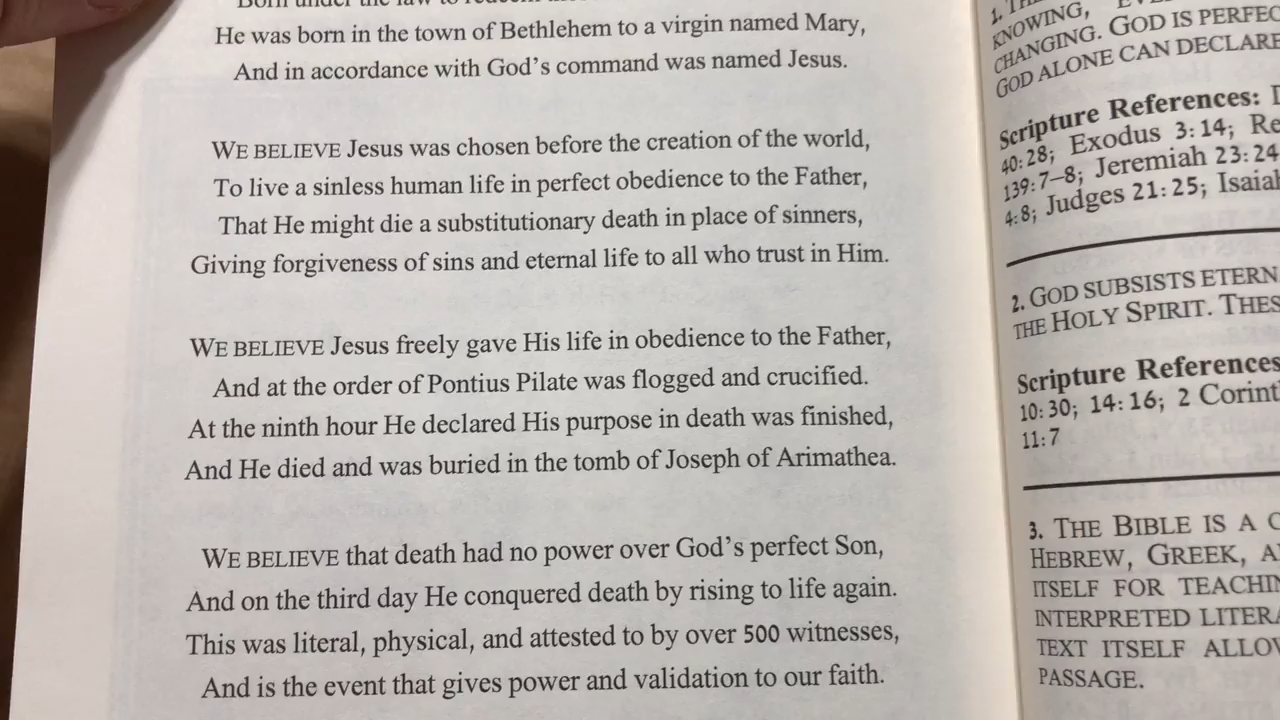 He was born in the town of Bethlehem to a virgin named Mary,
And in accordance with God's command was named Jesus.
WE BELIEVE Jesus was chosen before the creation of the world,
To live a sinless human life in perfect obedience to the Father,
That He might die a substitutionary death in place of sinners,
Giving forgiveness of sins and eternal life to all who trust in Him.
WE BELIEVE Jesus freely gave His life in obedience to the Father,
And at the order of Pontius Pilate was flogged and crucified.
At the ninth hour He declared His purpose in death was finished,
And He died and was buried in the tomb of Joseph of Arimathea.
WE BELIEVE that death had no power over God's perfect Son,
And on the third day He conquered death by rising to life again.
This was literal, physical, and attested to by over 500 witnesses,
And is the event that gives power and validation to our faith.
1.
KNOWING,
CHANGING. GOD IS
GOD ALONE CAN DECLARE
Scripture References:
40:28; Exodus 3:14;
139:7–8; Jeremiah 23:24
4:8; Judges 21:25;
2. GOD SUBSISTS
THE HOLY SPIRIT.
Scripture References
10:30; 14:16; 2
11:7
3. THE BIBLE IS A
HEBREW, GREEK,
ITSELF FOR
INTERPRETED
TEXT ITSELF
PASSAGE.